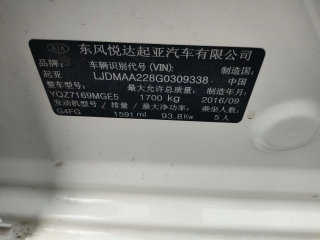 KIA 东风悦达起亚汽车有限公司
品牌: 车辆识别代号(VIN): 制造国:
起亚 LJDMAA228G0309338 中国
整车型号: 最大允许总质量: 制造年月:
YQZ7169MGE5 1700 kg 2016/09
发动机型号/排量/最大净功率: 乘坐人数:
G4FG 1591 ml 93.8Kw 5人